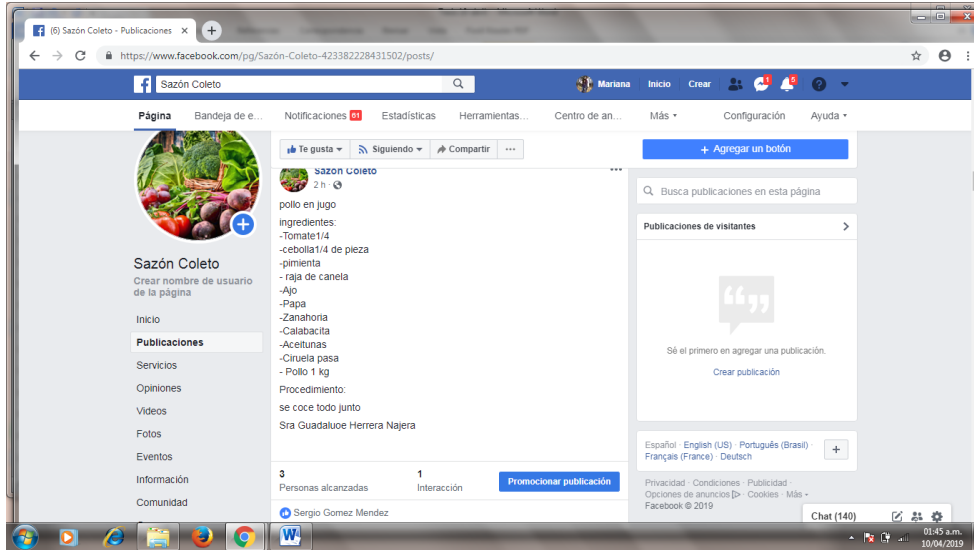 (6) Sazón Coleto - Publicaciones
https://www.facebook.com/pg/Sazón-Coleto-423382228431502/posts/
Sazón Coleto
Mariana Inicio Crear
Página Bandeja de e... Notificaciones 61 Estadísticas Herramientas... Centro de an... Más Configuración Ayuda
Te gusta Siguiendo Compartir
+ Agregar un botón
Sazón Coleto
2 h
pollo en jugo
ingredientes:
-Tomate1/4
-cebolla1/4 de pieza
-pimienta
- raja de canela
-Ajo
-Papa
-Zanahoria
-Calabacita
-Aceitunas
-Ciruela pasa
- Pollo 1 kg
Procedimiento:
se coce todo junto
Sra Guadaluoe Herrera Najera
3
Personas alcanzadas
1
Interacción
Promocionar publicación
Sergio Gomez Mendez
Sazón Coleto
Crear nombre de usuario
de la página
Inicio
Publicaciones
Servicios
Opiniones
Videos
Fotos
Eventos
Información
Comunidad
Busca publicaciones en esta página
Publicaciones de visitantes
Sé el primero en agregar una publicación.
Crear publicación
Español · English (US) · Português (Brasil) ·
Français (France) · Deutsch
Privacidad · Condiciones · Publicidad ·
Opciones de anuncios · Cookies · Más
Facebook © 2019
Chat (140)
01:45 a.m.
10/04/2019